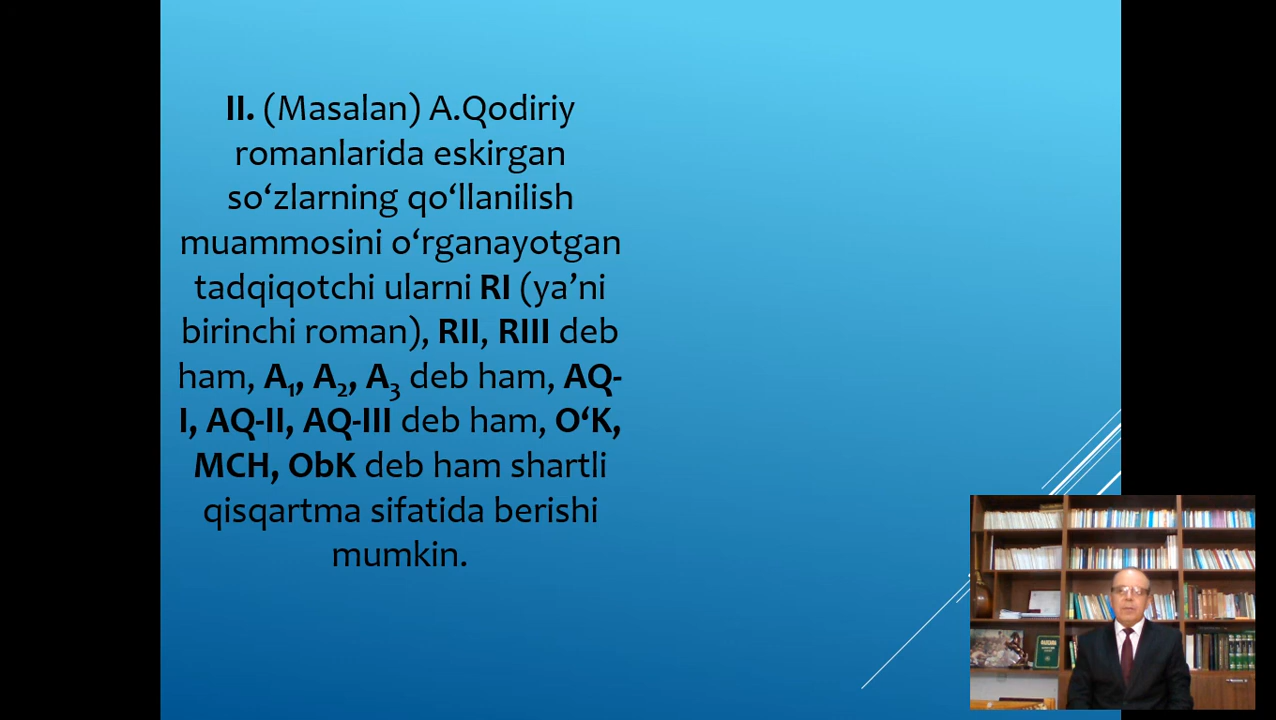 II. (Masalan) A.Qodiriy
romanlarida eskirgan
so‘zlarning qo‘llanilish
muammosini o‘rganayotgan
tadqiqotchi ularni RI (ya’ni
birinchi roman), RII, RIII deb
ham, A₁, A₂, A₃ deb ham, AQ-
I, AQ-II, AQ-III deb ham, O‘K,
MCH, ObK deb ham shartli
qisqartma sifatida berishi
mumkin.